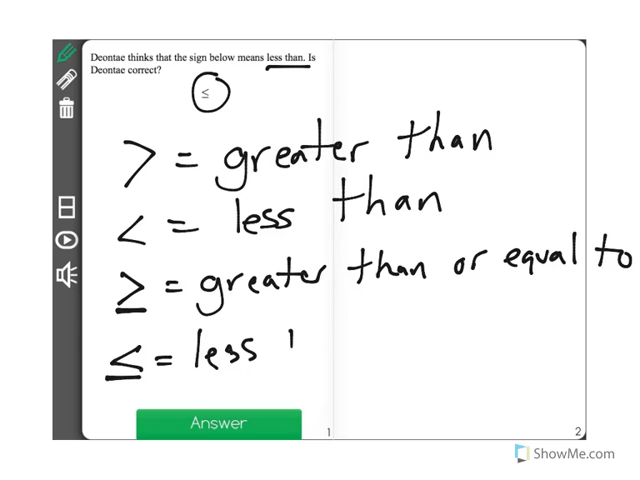 Deontae thinks that the sign below means less than. Is
Deontae correct?
≤
> = greater than
< = less than
≥ = greater than or equal to
≤ = less
Answer
1
2
ShowMe.com